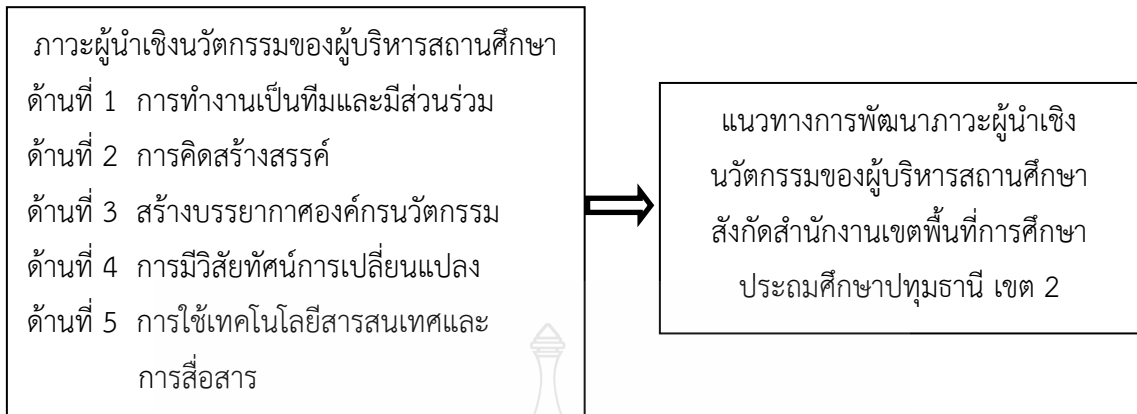 ภาวะผู้นำเชิงนวัตกรรมของผู้บริหารสถานศึกษา
ด้านที่ 1 การทำงานเป็นทีมและมีส่วนร่วม
ด้านที่ 2 การคิดสร้างสรรค์
ด้านที่ 3 สร้างบรรยากาศองค์กรนวัตกรรม
ด้านที่ 4 การมีวิสัยทัศน์การเปลี่ยนแปลง
ด้านที่ 5 การใช้เทคโนโลยีสารสนเทศและ
การสื่อสาร
แนวทางการพัฒนาภาวะผู้นำเชิง
นวัตกรรมของผู้บริหารสถานศึกษา
สังกัดสำนักงานเขตพื้นที่การศึกษา
ประถมศึกษาปทุมธานี เขต 2